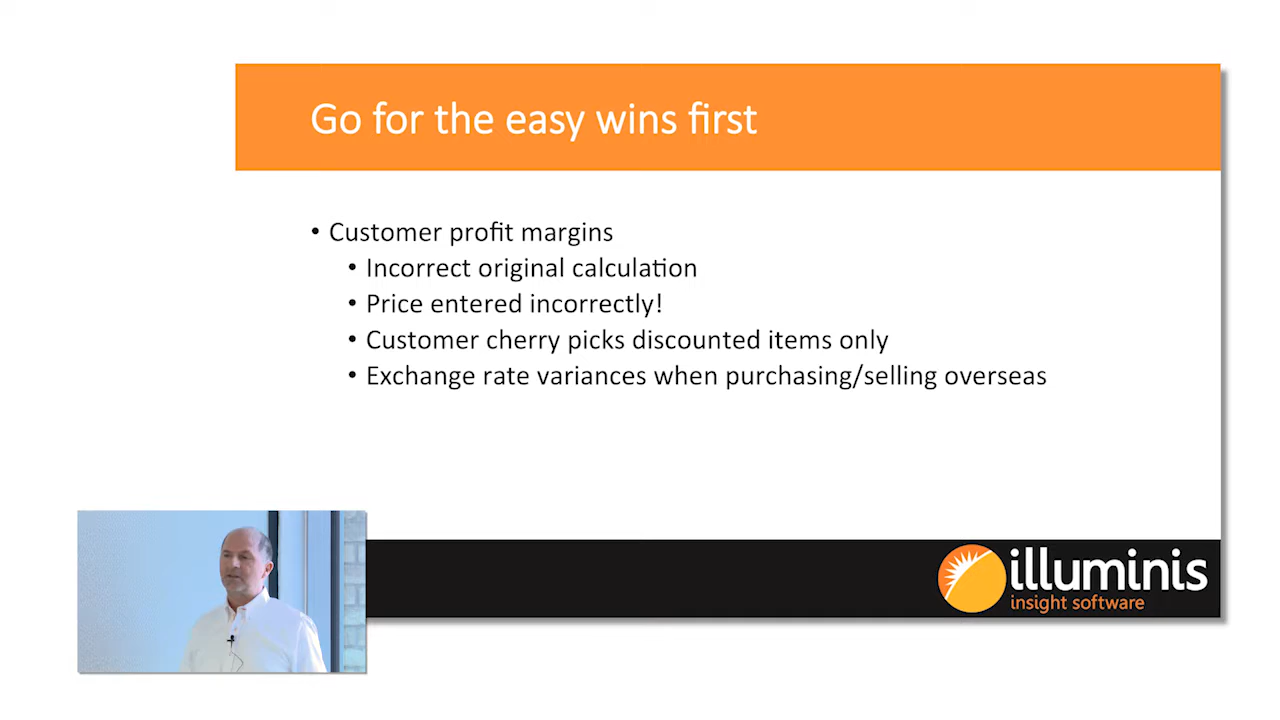 Go for the easy wins first
• Customer profit margins
• Incorrect original calculation
• Price entered incorrectly!
• Customer cherry picks discounted items only
• Exchange rate variances when purchasing/selling overseas
illuminis
insight software